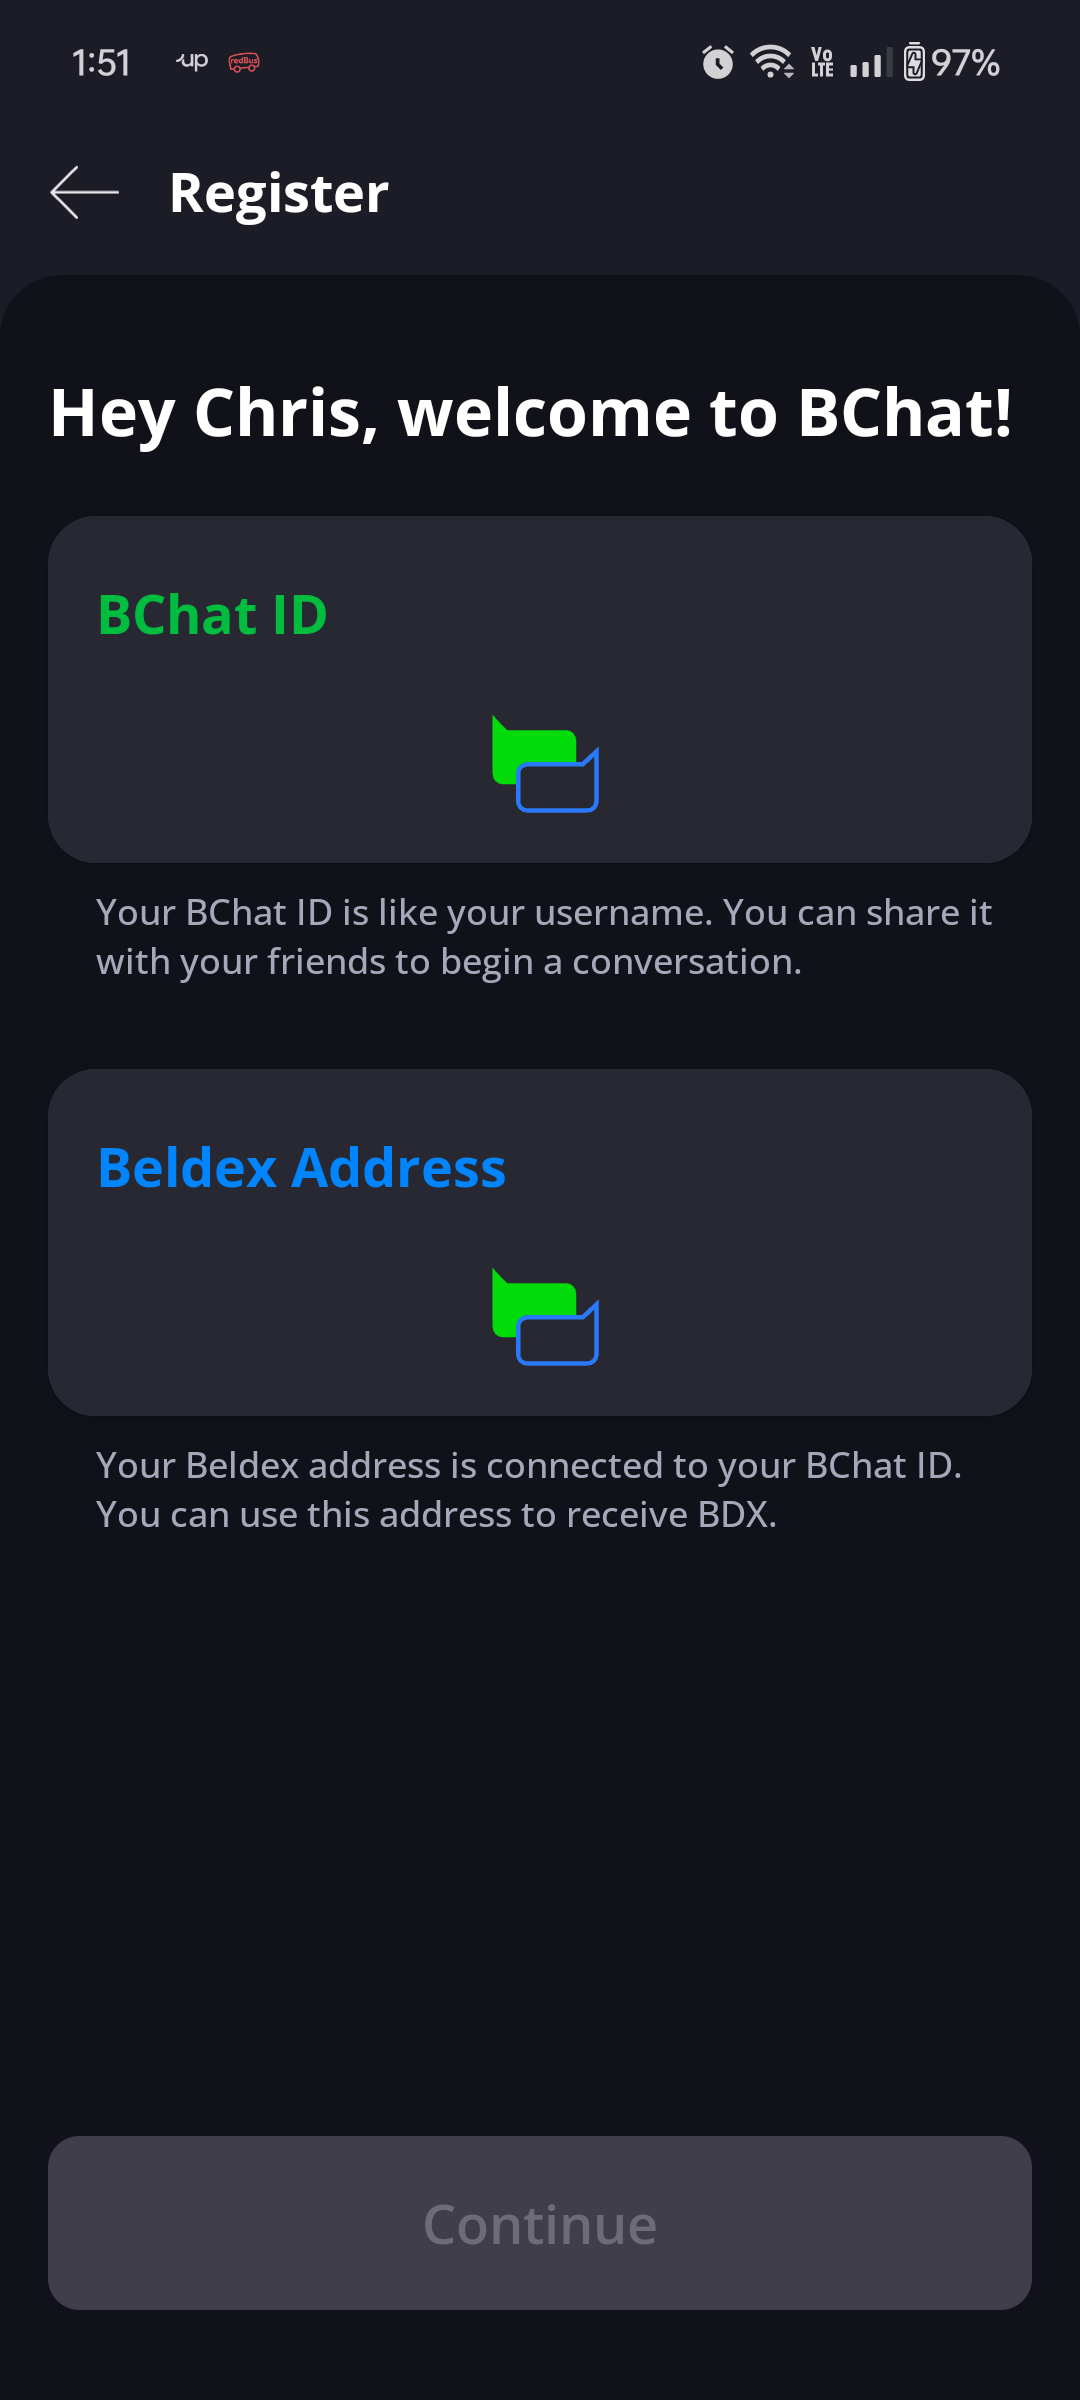 1:51 up redBus Vo LTE 97%
Register
Hey Chris, welcome to BChat!
BChat ID
Your BChat ID is like your username. You can share it
with your friends to begin a conversation.
Beldex Address
Your Beldex address is connected to your BChat ID.
You can use this address to receive BDX.
Continue